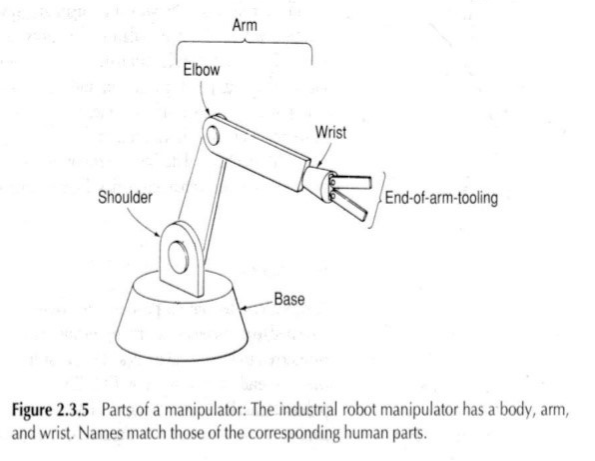 Arm
Elbow
Wrist
Shoulder
End-of-arm-tooling
Base
Figure 2.3.5 Parts of a manipulator: The industrial robot manipulator has a body, arm,
and wrist. Names match those of the corresponding human parts.